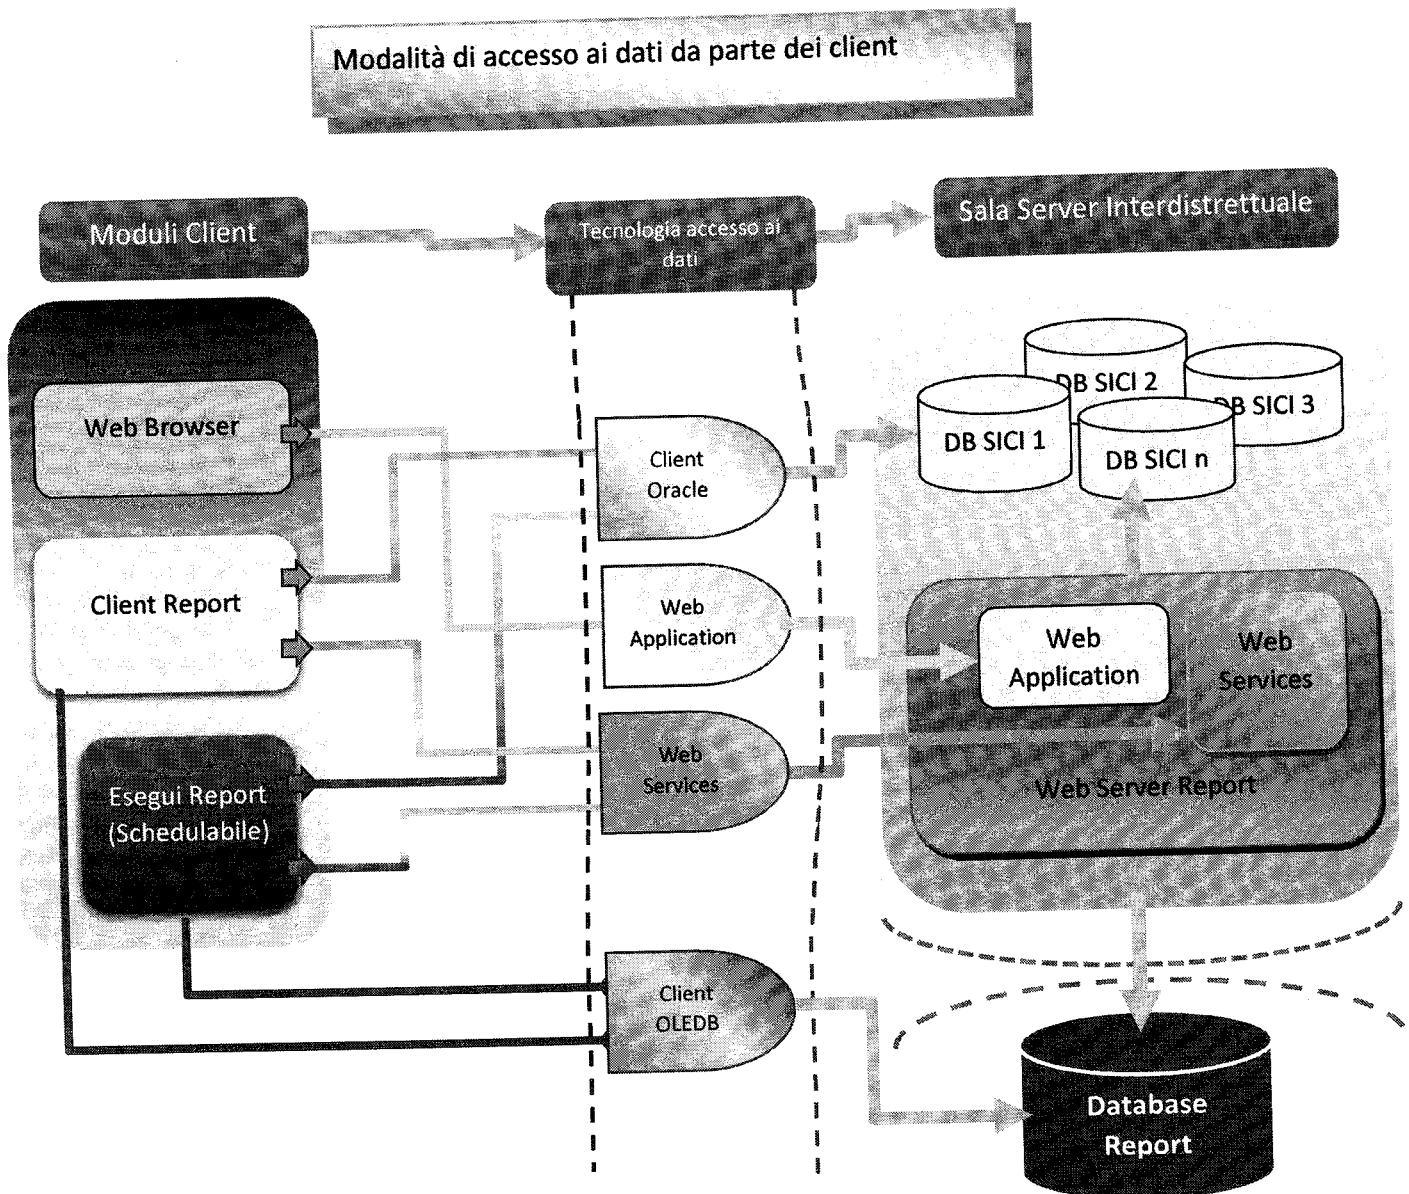 Modalità di accesso ai dati da parte dei client
Moduli Client
Tecnologia accesso ai
dati
Sala Server Interdistrettuale
Web Browser
Client Report
Esegui Report
(Schedulabile)
Client
Oracle
Web
Application
Web
Services
Client
OLEDB
DB SICI 2
DB SICI 3
DB SICI 1
DB SICI n
Web
Application
Web
Services
Web Server Report
Database
Report